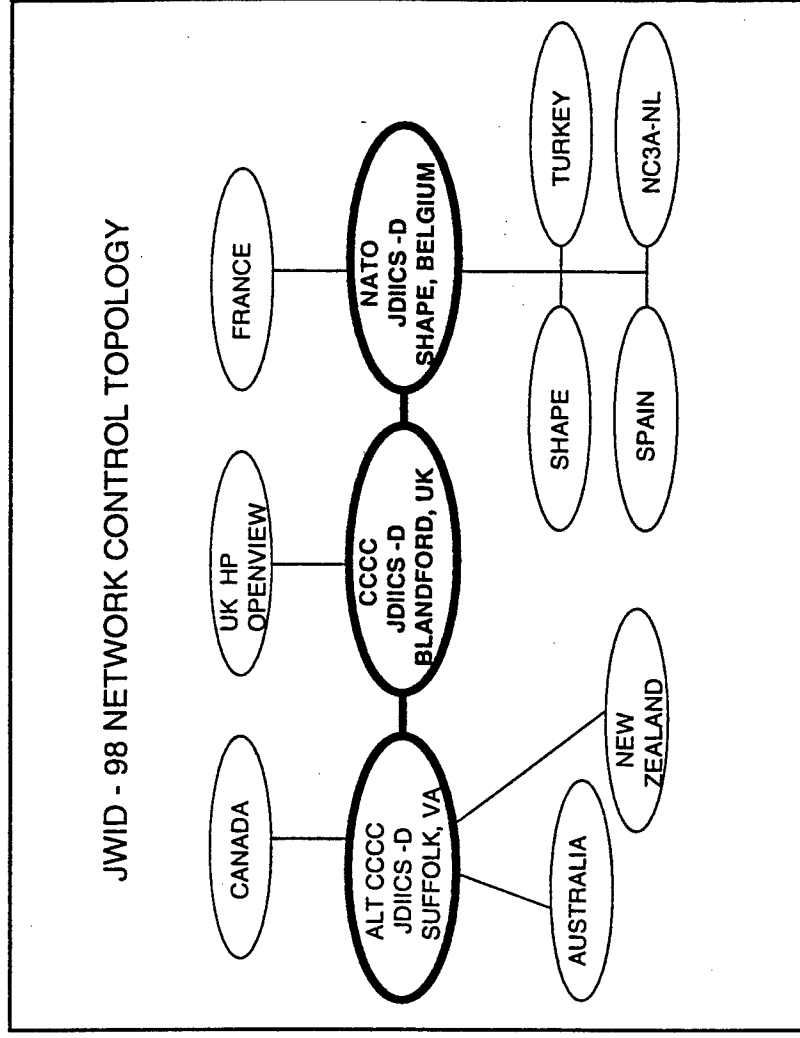 JWID - 98 NETWORK CONTROL TOPOLOGY
CANADA
UK HP
OPENVIEW
FRANCE
ALT CCCC
JDIICS -D
SUFFOLK, VA
CCCC
JDIICS -D
BLANDFORD, UK
NATO
JDIICS -D
SHAPE, BELGIUM
AUSTRALIA
NEW
ZEALAND
SHAPE
TURKEY
SPAIN
NC3A-NL